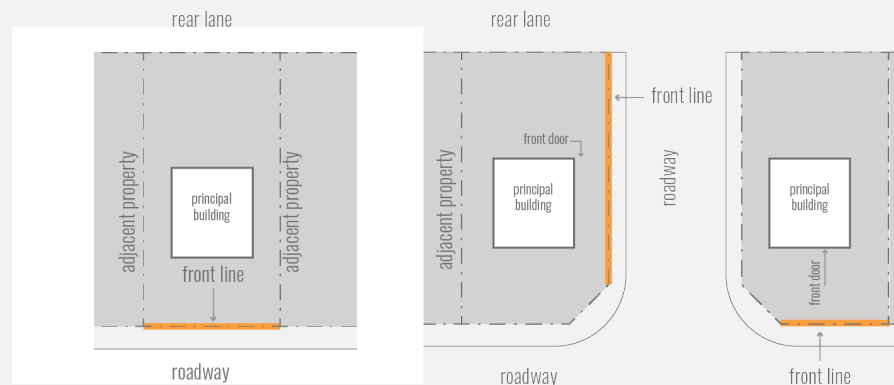 rear lane
adjacent property
principal
building
adjacent property
front line
roadway
rear lane
front line
front door
adjacent property
principal
building
roadway
roadway
principal
building
front door
front line